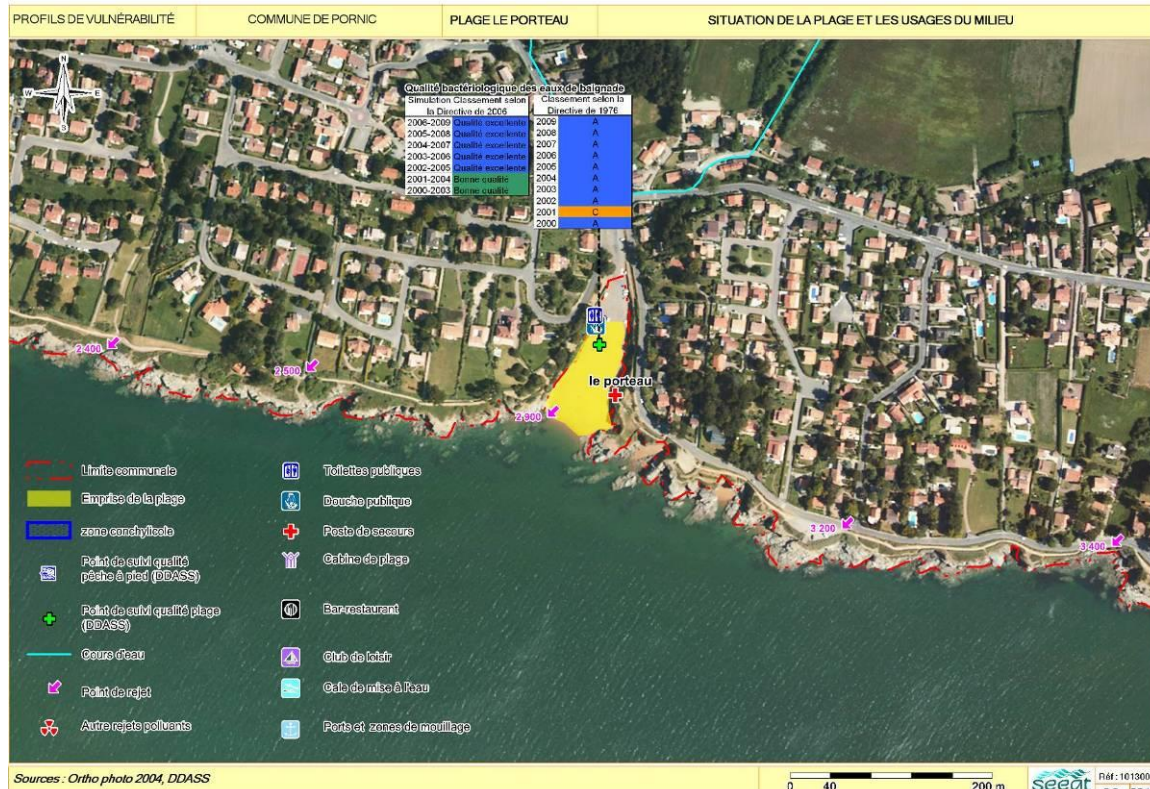 PROFILS DE VULNÉRABILITÉ
COMMUNE DE PORNIC
PLAGE LE PORTEAU
SITUATION DE LA PLAGE ET LES USAGES DU MILIEU
N
W E
S
Qualité bactériologique des eaux de baignade
Simulation Classement selon
la Directive de 2006
2006-2009 Qualité excellente
2005-2008 Qualité excellente
2004-2007 Qualité excellente
2003-2006 Qualité excellente
2002-2005 Qualité excellente
2001-2004 Bonne qualité
2000-2003 Bonne qualité
Classement selon la
Directive de 1976
2009 A
2008 A
2007 A
2006 A
2005 A
2004 A
2003 A
2002 A
2001 C
2000 A
2 400
2 500
le porteau
2 900
3 200
3 400
Limite communale
Emprise de la plage
zone conchylicole
Point de suivi qualité
pêche à pied (DDASS)
Point de suivi qualité plage
(DDASS)
Cours d'eau
Point de rejet
Autre rejets polluants
Toilettes publiques
Douche publique
Poste de secours
Cabine de plage
Bar-restaurant
Club de loisir
Cale de mise à l'eau
Ports et zones de mouillage
Sources : Ortho photo 2004, DDASS
0 40 200 m
seeat
Réf : 101300